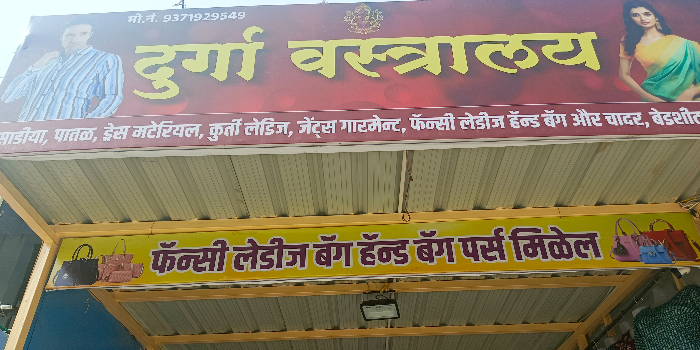 मो.नं. 9371929549
दुर्गा वस्त्रालय
साडीया, पातळ, ड्रेस मटेरियल, कुर्ती लेडिज, जेंट्स गारमेन्ट, फॅन्सी लेडीज हॅन्ड बॅग और चादर, बेडशीट
फॅन्सी लेडीज बॅग हॅन्ड बॅग पर्स मिळेल